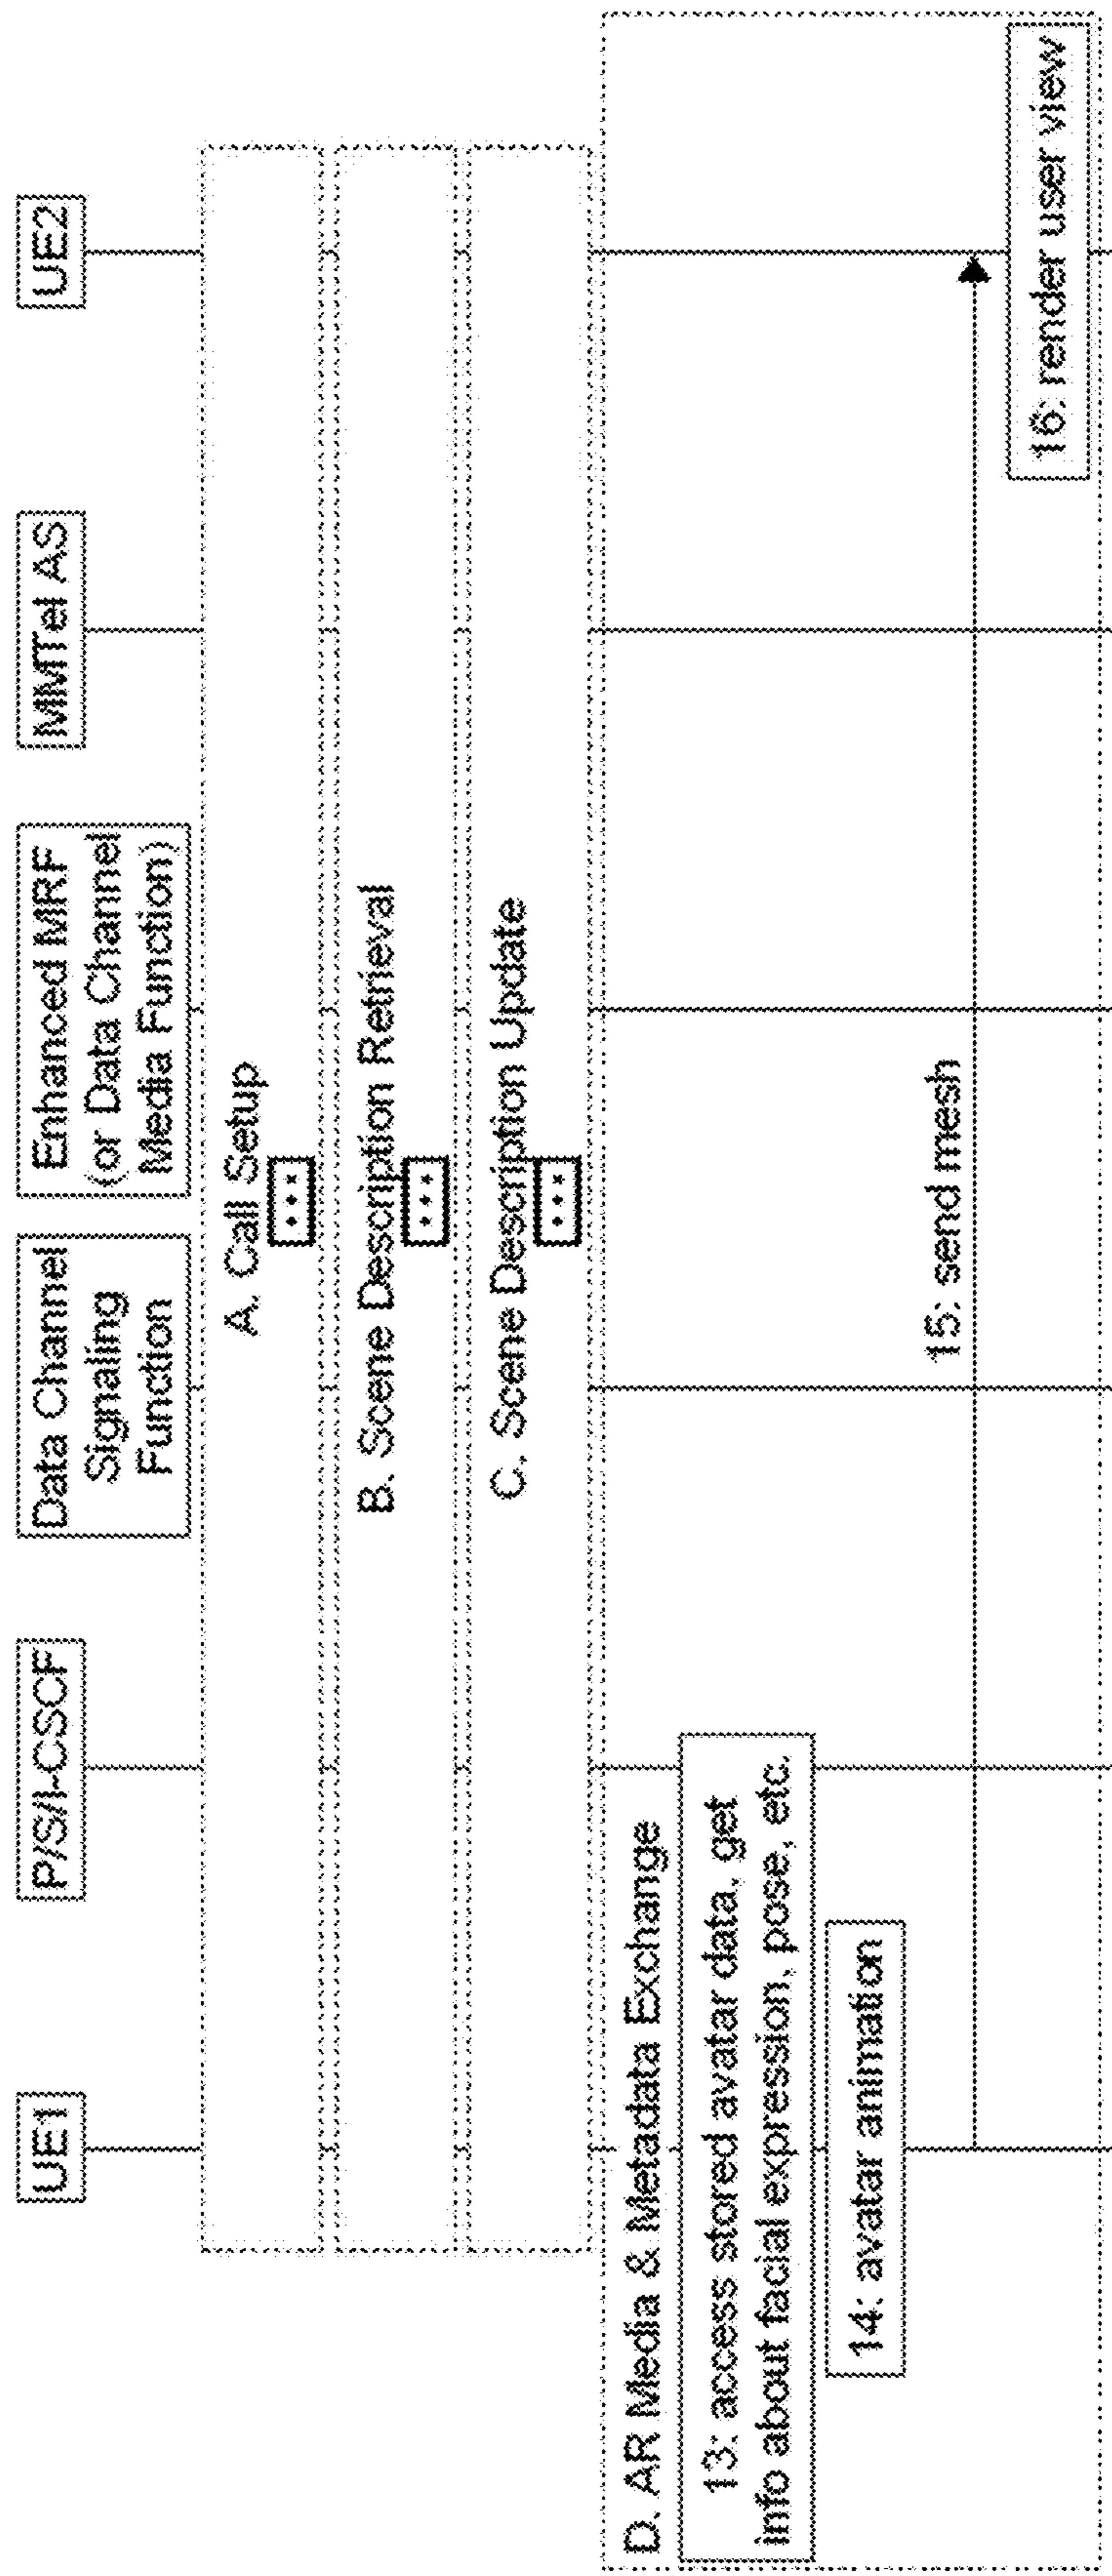 UE1
P/S/I-CSCF
Data Channel
Signaling
Function
Enhanced MRF
(or Data Channel
Media Function)
MMTel AS
UE2
A. Call Setup
...
B. Scene Description Retrieval
...
C. Scene Description Update
...
D. AR Media & Metadata Exchange
13: access stored avatar data, get
info about facial expression, pose, etc.
14: avatar animation
15: send mesh
16: render user view